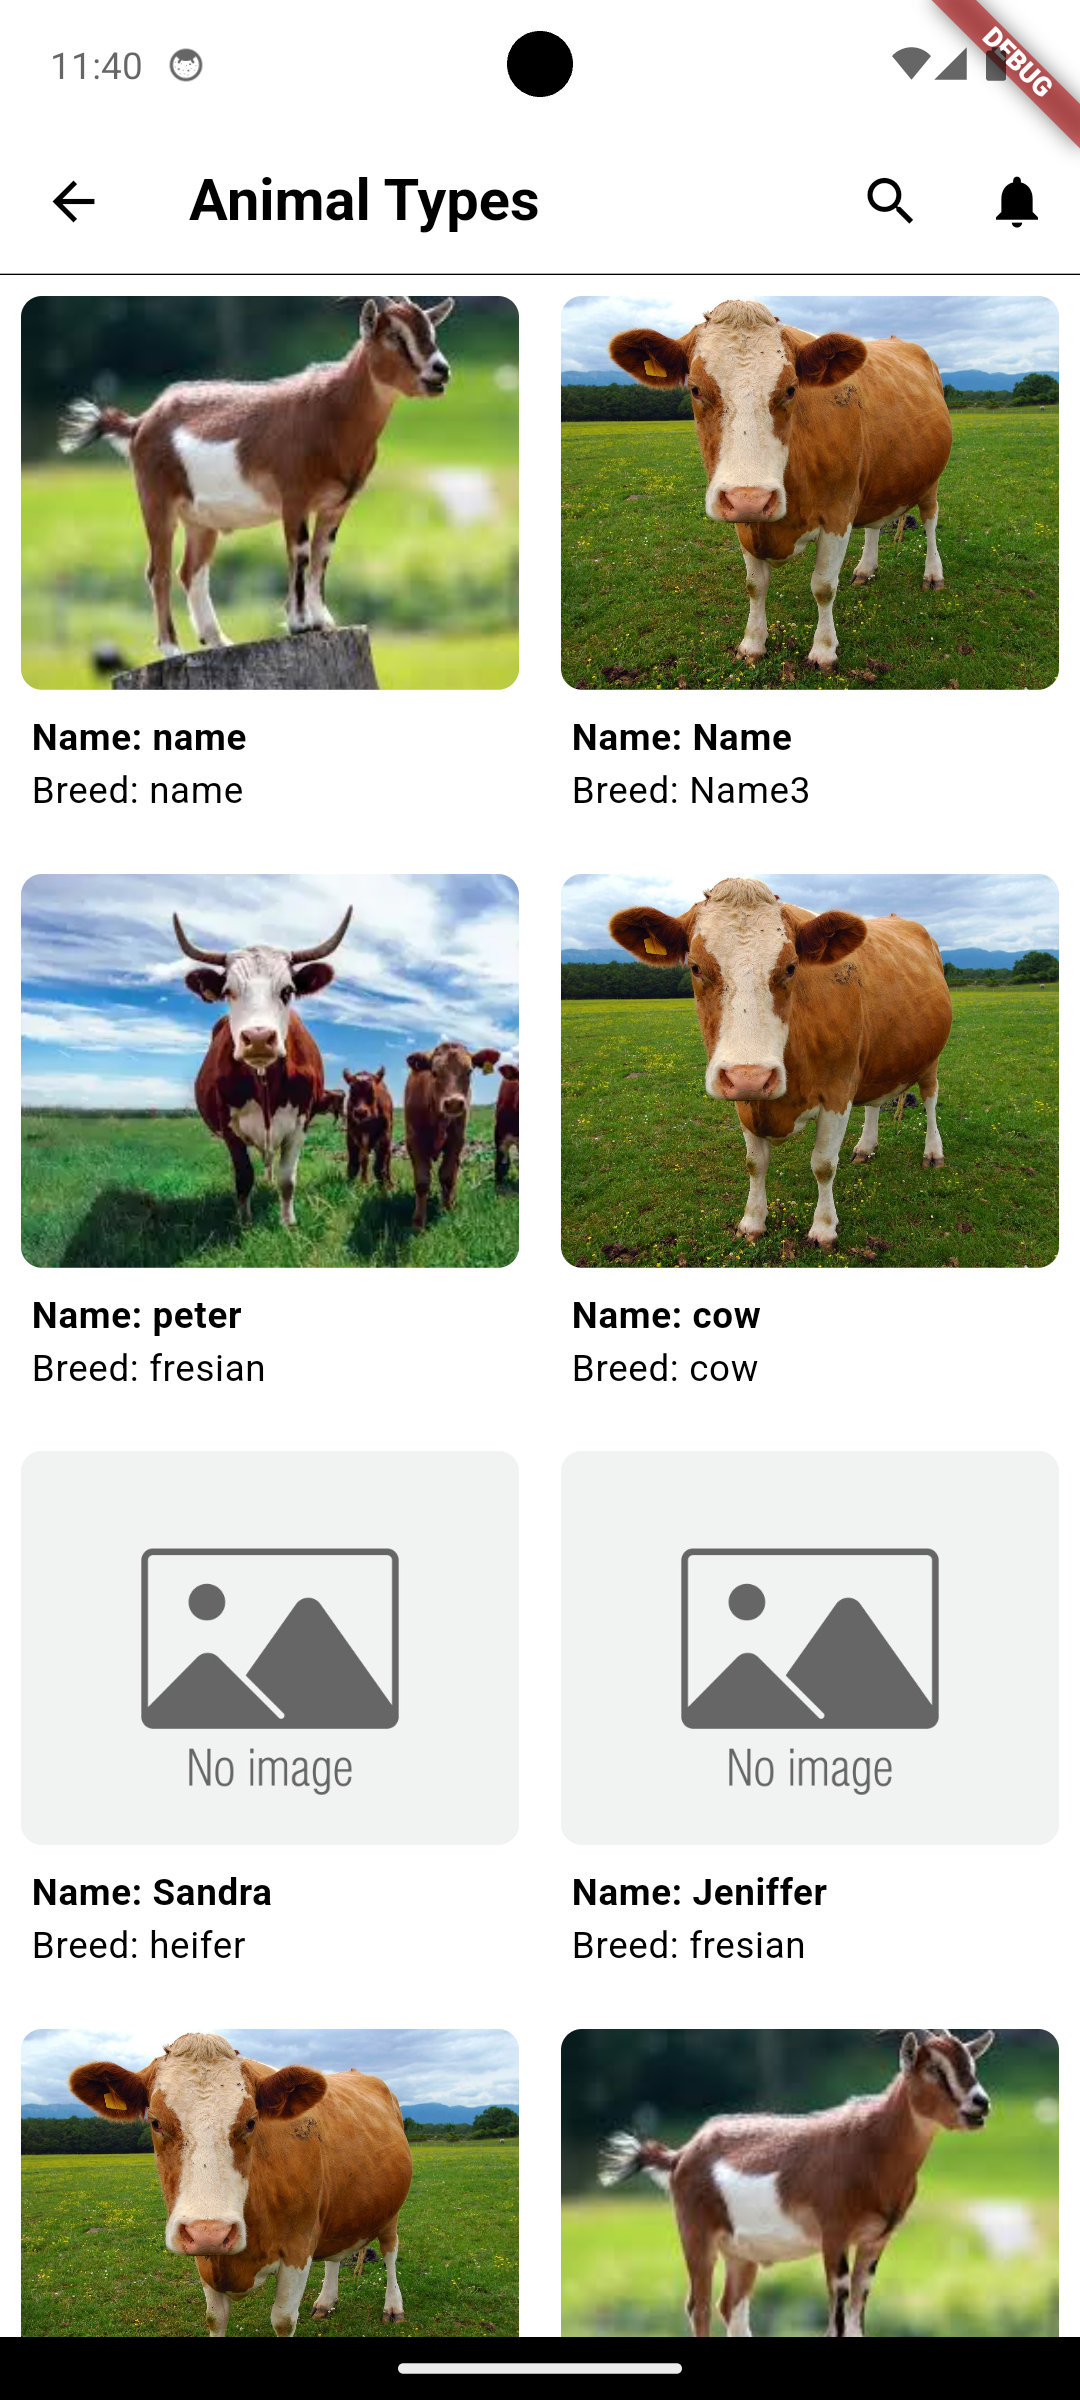 11:40
DEBUG
Animal Types
Name: name
Breed: name
Name: Name
Breed: Name3
Name: peter
Breed: fresian
Name: cow
Breed: cow
No image
No image
Name: Sandra
Breed: heifer
Name: Jeniffer
Breed: fresian